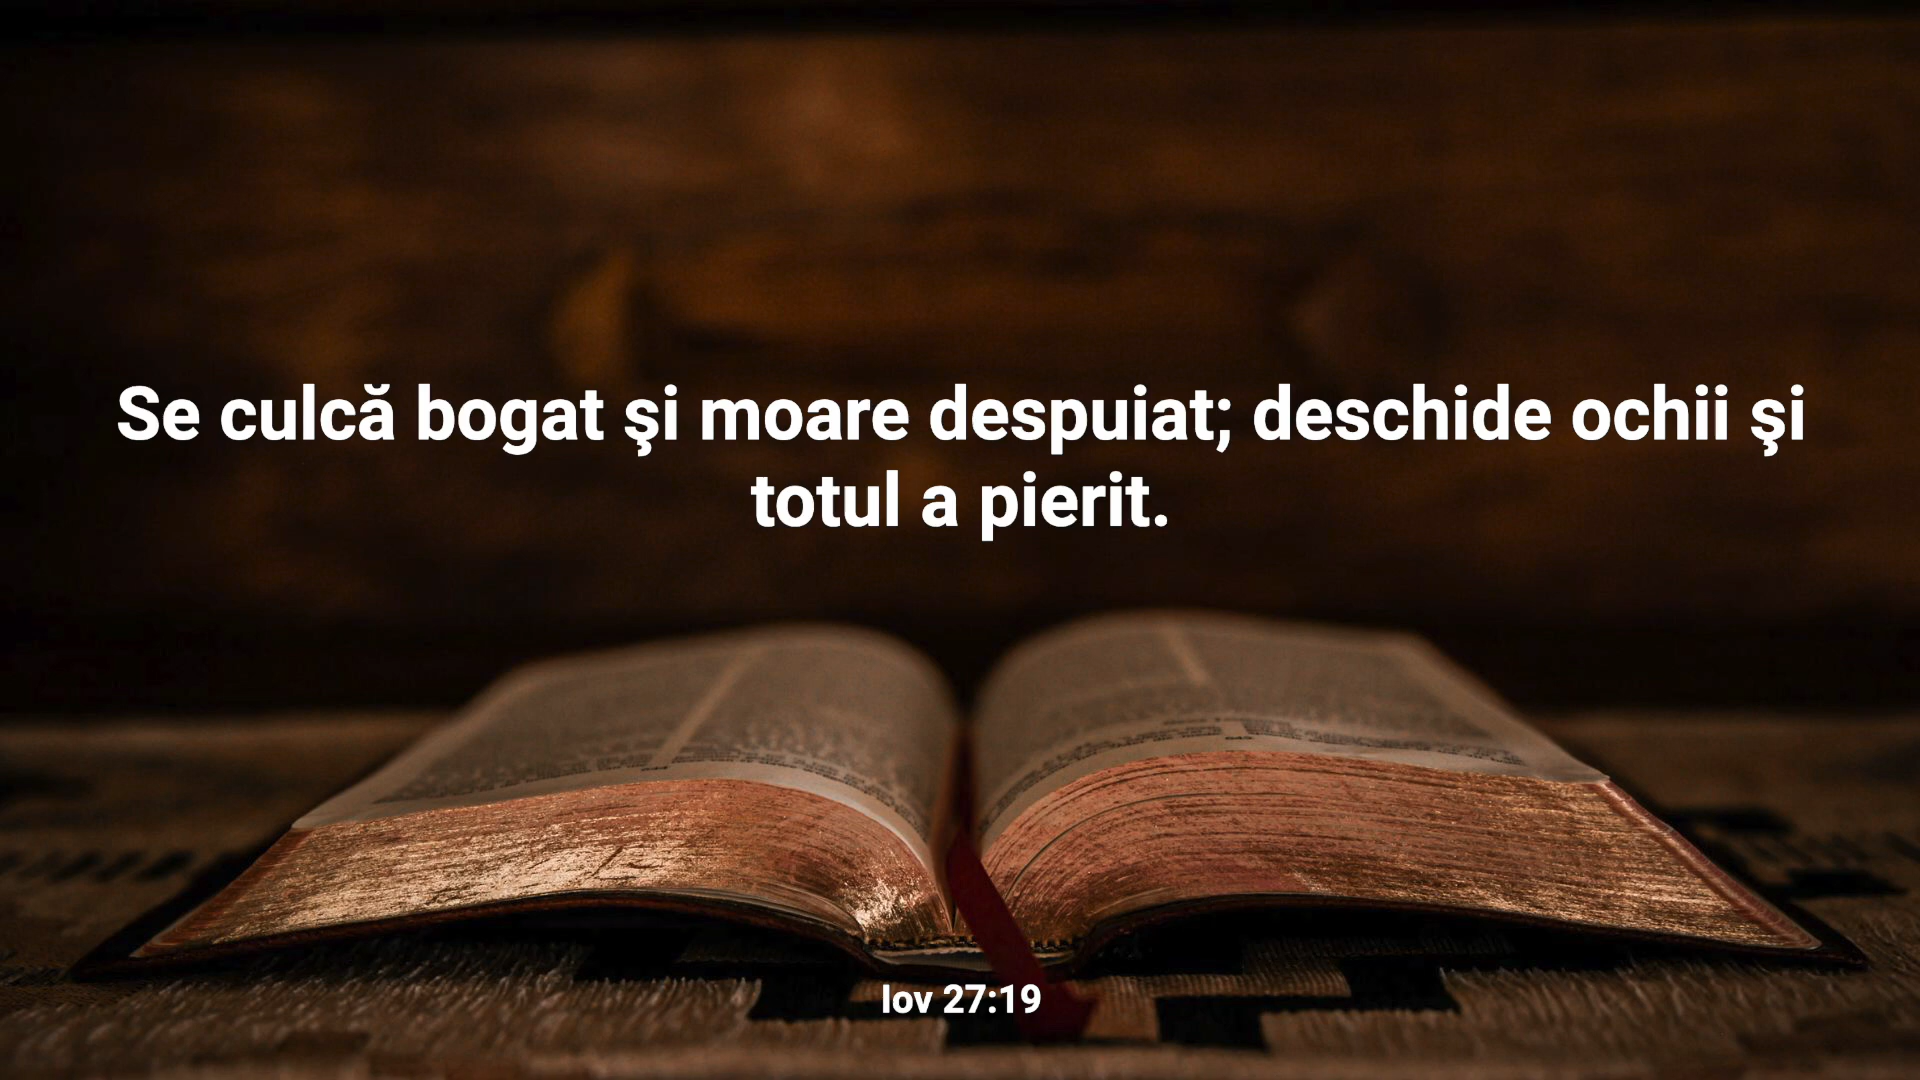 Se culcă bogat şi moare despuiat; deschide ochii şi
totul a pierit.
Iov 27:19